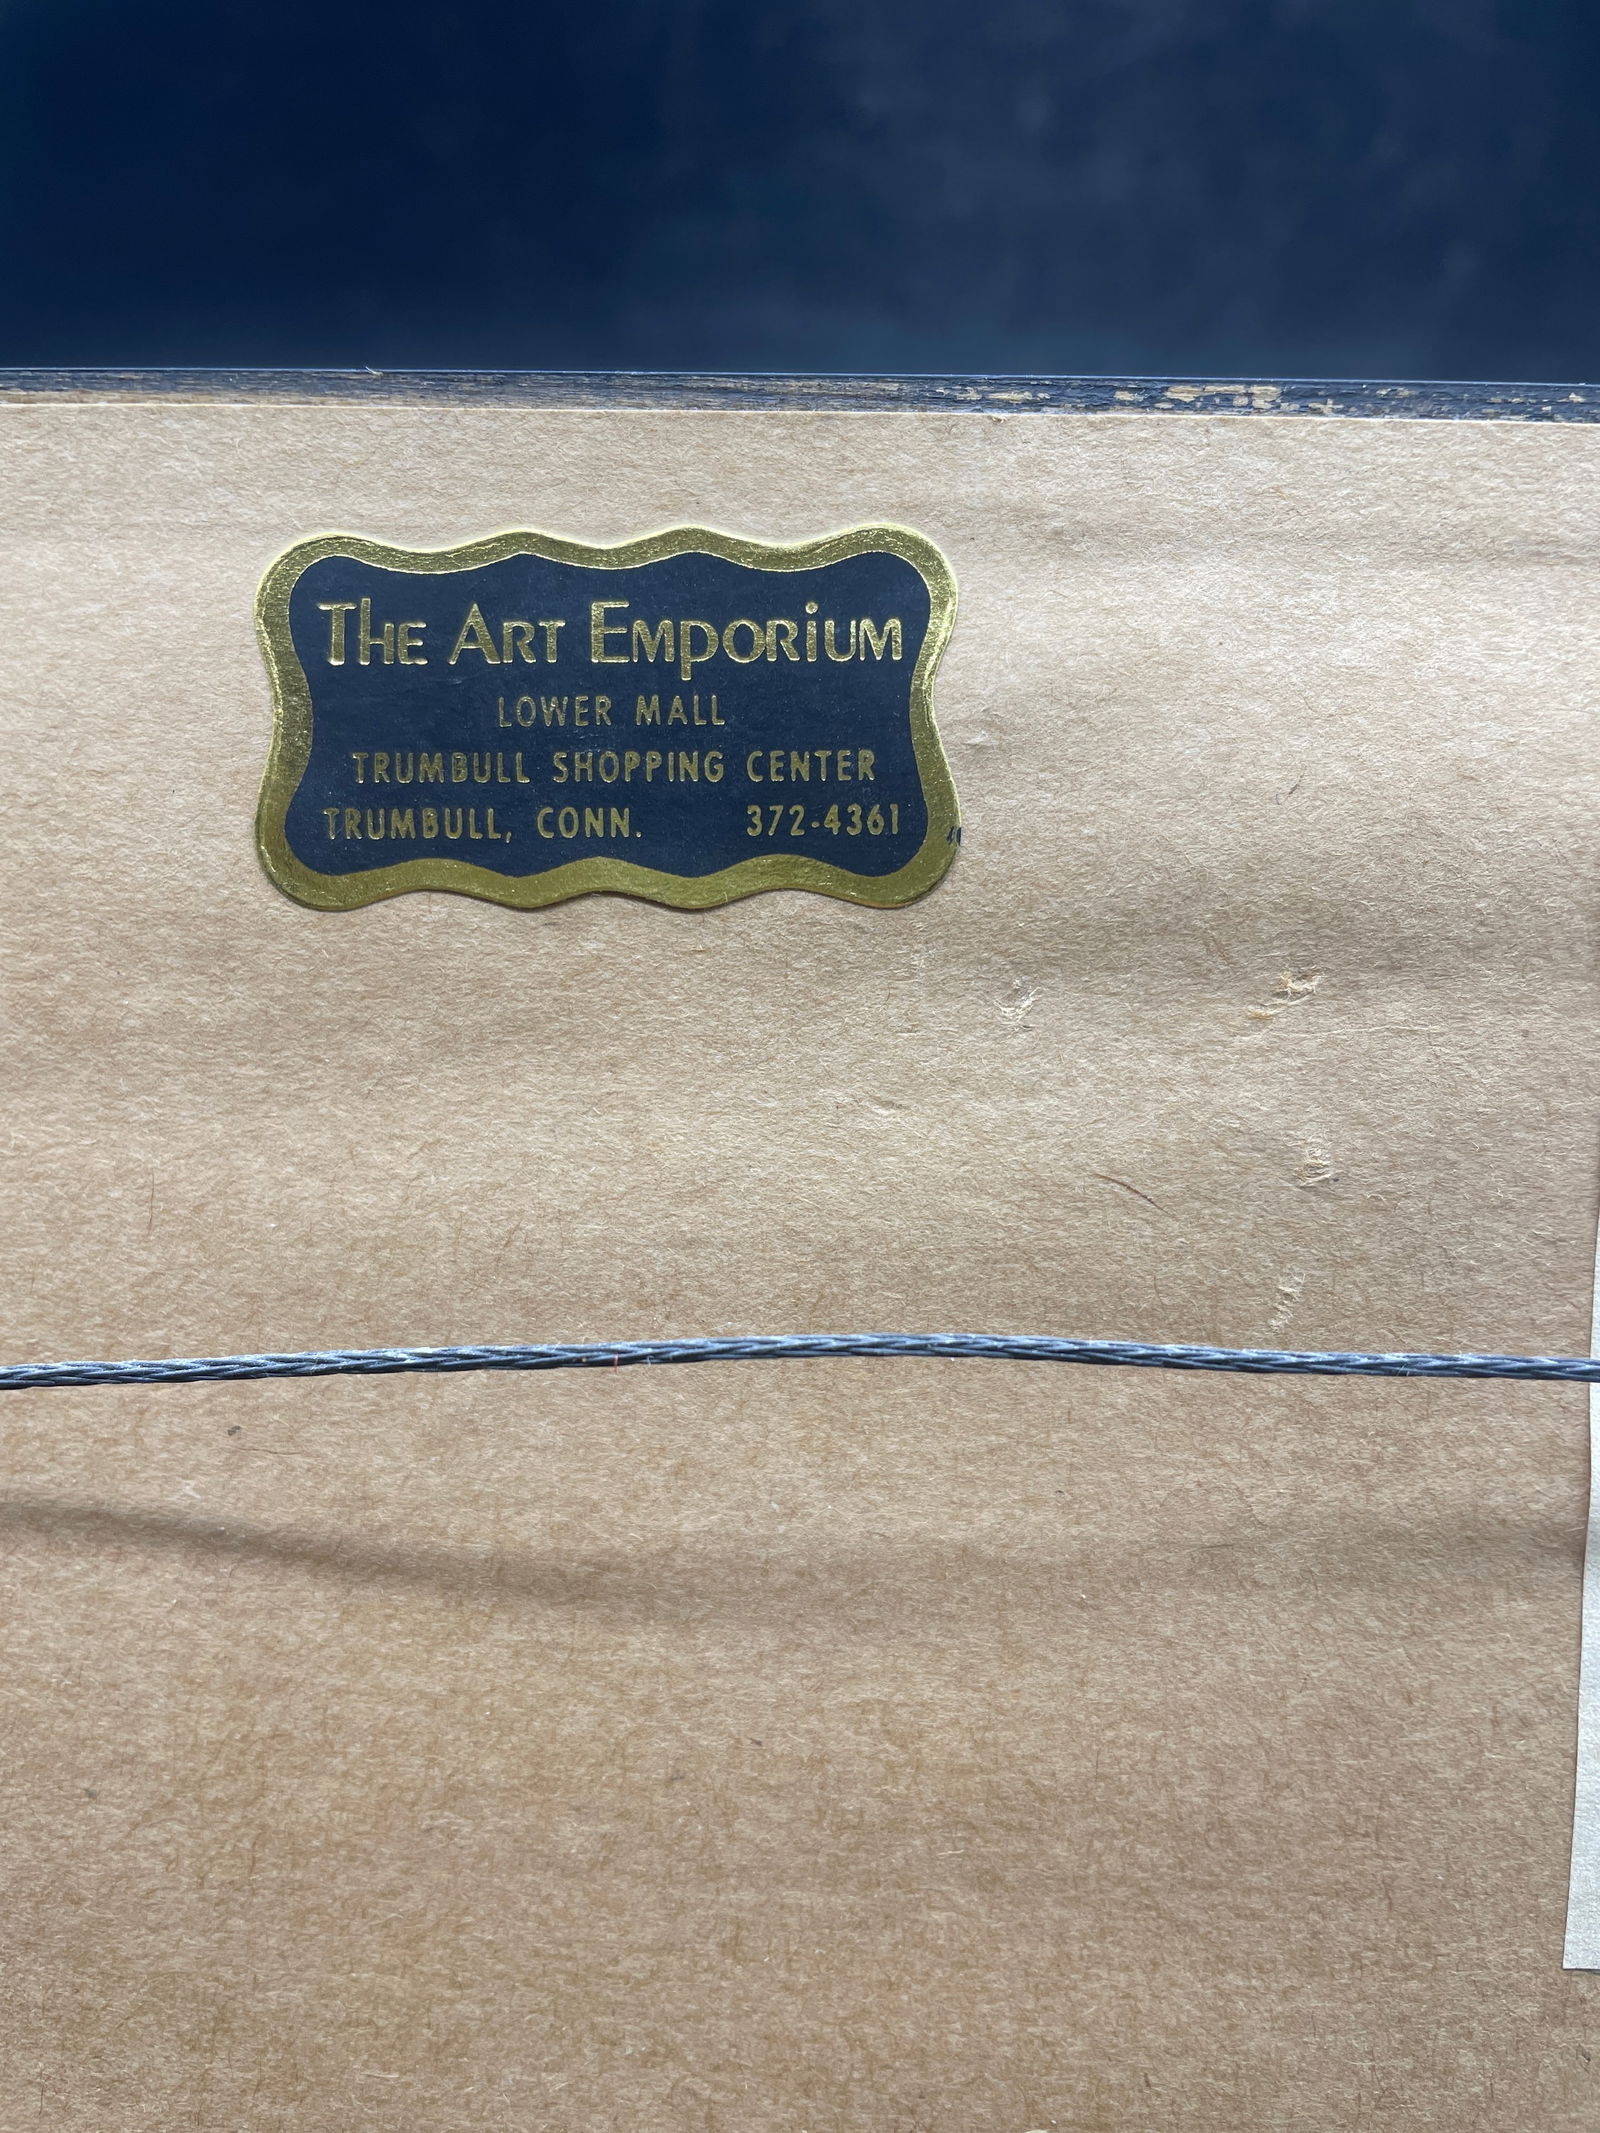 The Art Emporium
LOWER MALL
TRUMBULL SHOPPING CENTER
TRUMBULL, CONN. 372-4361